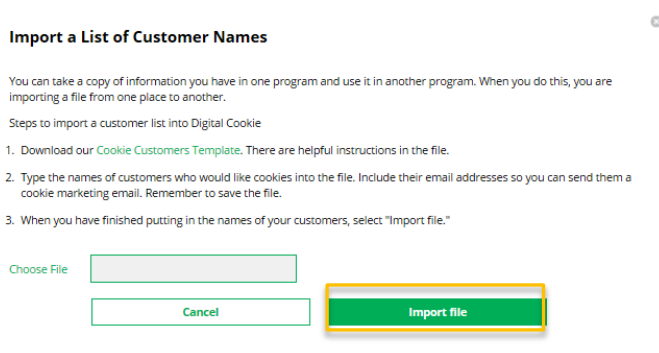 Import a List of Customer Names
You can take a copy of information you have in one program and use it in another program. When you do this, you are
importing a file from one place to another.
Steps to import a customer list into Digital Cookie
1. Download our Cookie Customers Template. There are helpful instructions in the file.
2. Type the names of customers who would like cookies into the file. Include their email addresses so you can send them a
cookie marketing email. Remember to save the file.
3. When you have finished putting in the names of your customers, select "Import file."
Choose File
Cancel Import file